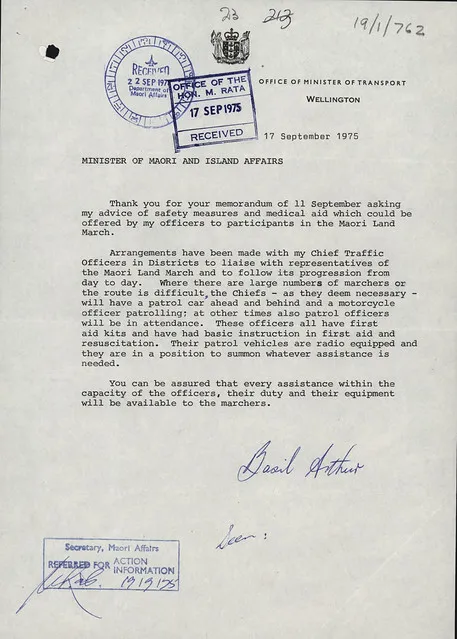 23
19/1/762
RECEIVED
22 SEP 197
Department of
Maori Affairs
OFFICE OF THE
HON. M. RATA
17 SEP 1975
RECEIVED
OFFICE OF MINISTER OF TRANSPORT
WELLINGTON
17 September 1975
MINISTER OF MAORI AND ISLAND AFFAIRS
Thank you for your memorandum of 11 September asking
my advice of safety measures and medical aid which could be
offered by my officers to participants in the Maori Land
March.
Arrangements have been made with my Chief Traffic
Officers in Districts to liaise with representatives of
the Maori Land March and to follow its progression from
day to day. Where there are large numbers of marchers or
the route is difficult, the Chiefs - as they deem necessary -
will have a patrol car ahead and behind and a motorcycle
officer patrolling: at other times also patrol officers
will be in attendance. These officers all have first
aid kits and have had basic instruction in first aid and
resuscitation. Their patrol vehicles are radio equipped and
they are in a position to summon whatever assistance is
needed.
You can be assured that every assistance within the
capacity of the officers, their duty and their equipment
will be available to the marchers.
Basil Arthur
Seen:
Secretary, Maori Affairs
REFERRED FOR ACTION
INFORMATION
19/9/75